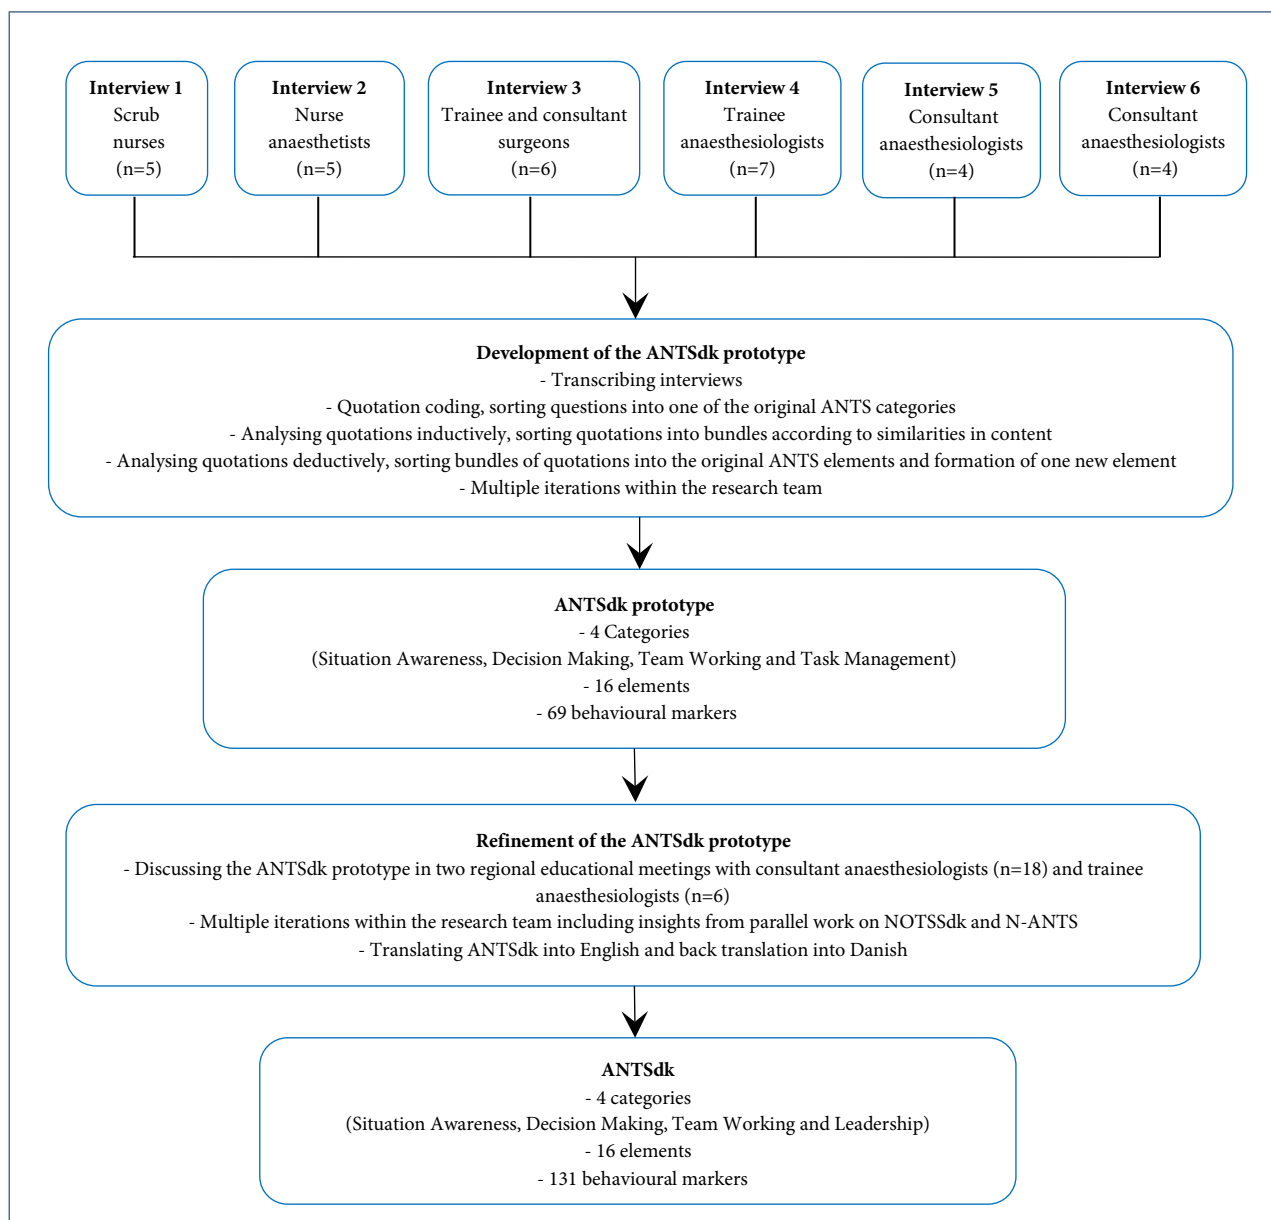 Interview 1
Scrub
nurses
(n=5)
Interview 2
Nurse
anaesthetists
(n=5)
Interview 3
Trainee and consultant
surgeons
(n=6)
Interview 4
Trainee
anaesthesiologists
(n=7)
Interview 5
Consultant
anaesthesiologists
(n=4)
Interview 6
Consultant
anaesthesiologists
(n=4)
Development of the ANTSdk prototype
- Transcribing interviews
- Quotation coding, sorting questions into one of the original ANTS categories
- Analysing quotations inductively, sorting quotations into bundles according to similarities in content
- Analysing quotations deductively, sorting bundles of quotations into the original ANTS elements and formation of one new element
- Multiple iterations within the research team
ANTSdk prototype
- 4 Categories
(Situation Awareness, Decision Making, Team Working and Task Management)
- 16 elements
- 69 behavioural markers
Refinement of the ANTSdk prototype
- Discussing the ANTSdk prototype in two regional educational meetings with consultant anaesthesiologists (n=18) and trainee
anaesthesiologists (n=6)
- Multiple iterations within the research team including insights from parallel work on NOTSSdk and N-ANTS
- Translating ANTSdk into English and back translation into Danish
ANTSdk
- 4 categories
(Situation Awareness, Decision Making, Team Working and Leadership)
- 16 elements
- 131 behavioural markers